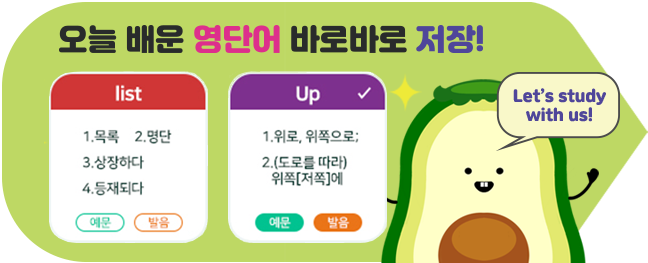 오늘 배운 영단어 바로바로 저장!
list
1.목록 2.명단
3.상장하다
4.등재되다
예문 발음
Up
1.위로, 위쪽으로;
2.(도로를 따라)
위쪽[저쪽]에
예문 발음
Let's study
with us!